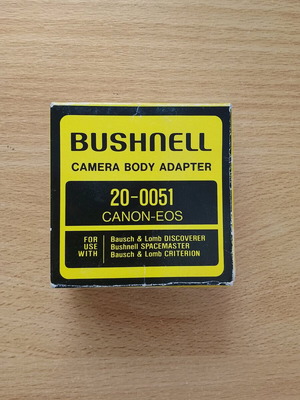 BUSHNELL
CAMERA BODY ADAPTER
20-0051
CANON-EOS
FOR USE WITH
Bausch & Lomb DISCOVERER
Bushnell SPACEMASTER
Bausch & Lomb CRITERION